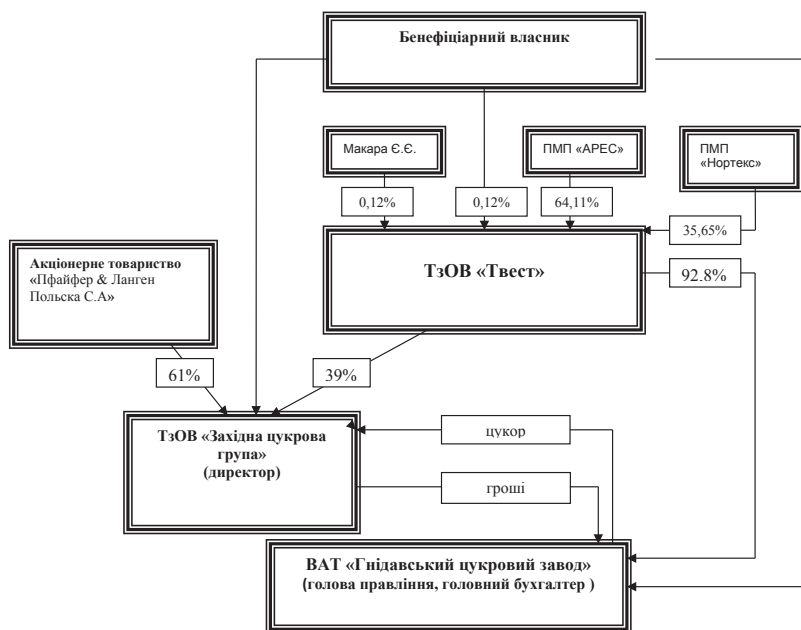 Бенефіціарний власник
Макара Є.Є.
ПМП «АРЕС»
ПМП
«Нортекс»
0,12%
0,12%
64,11%
35,65%
Акціонерне товариство
«Пфайфер & Ланген
Польска С.А»
ТзОВ «Твест»
92.8%
61%
39%
ТзОВ «Західна цукрова
група»
(директор)
цукор
гроші
ВАТ «Гнідавський цукровий завод»
(голова правління, головний бухгалтер )